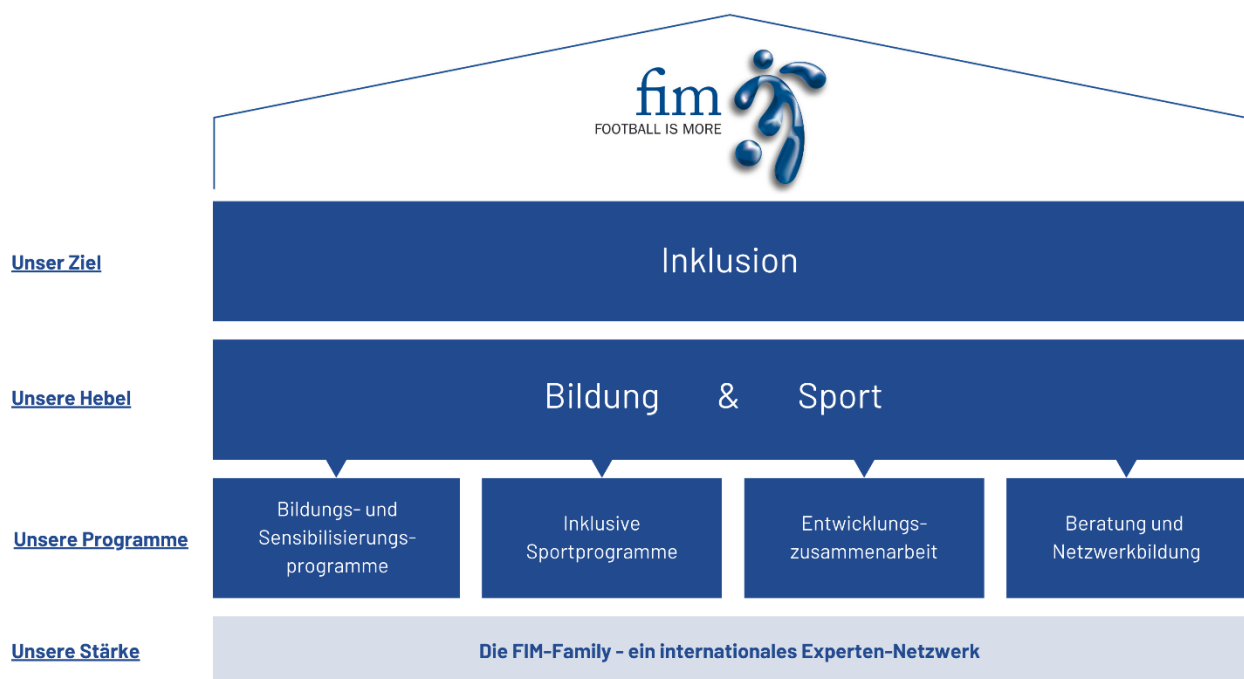 fim
FOOTBALL IS MORE
Unser Ziel
Inklusion
Unsere Hebel
Bildung & Sport
Unsere Programme
Bildungs- und
Sensibilisierungs-
programme
Inklusive
Sportprogramme
Entwicklungs-
zusammenarbeit
Beratung und
Netzwerkbildung
Unsere Stärke
Die FIM-Family - ein internationales Experten-Netzwerk